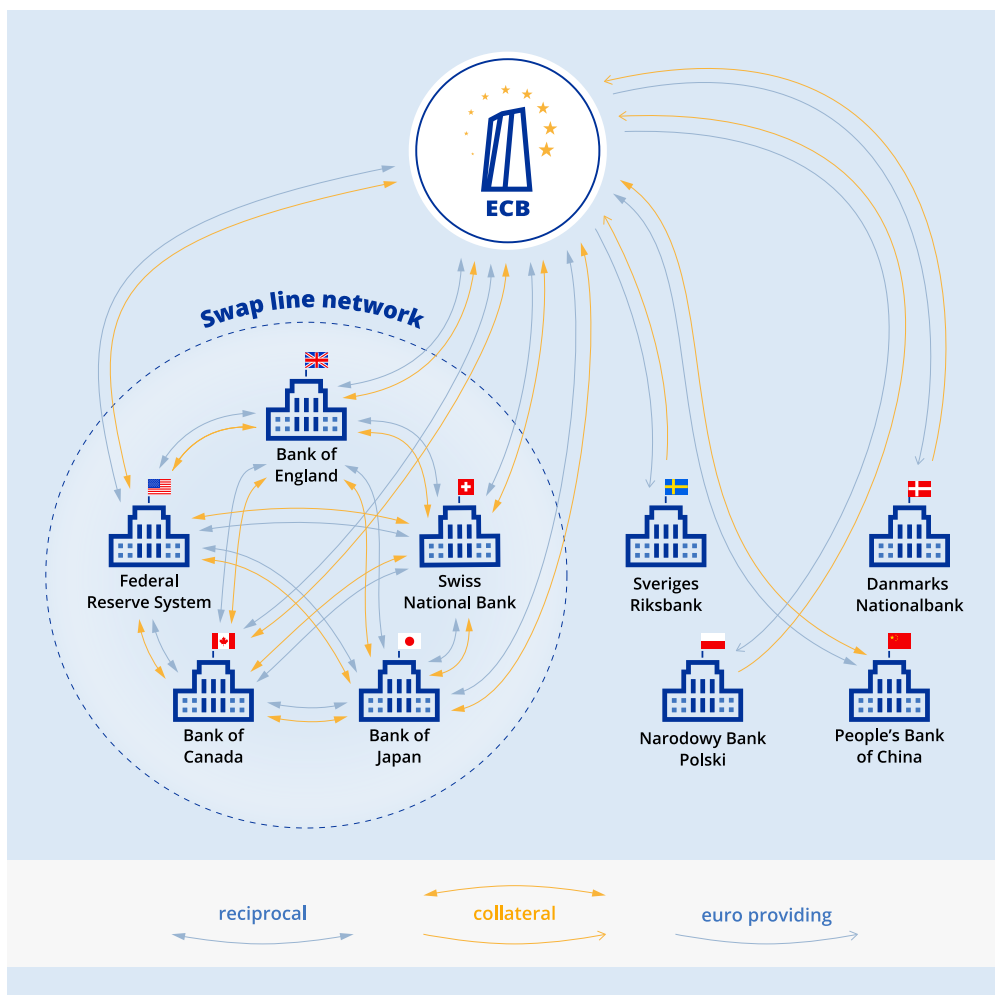 ECB
Swap line network
Bank of
England
Federal
Reserve System
Swiss
National Bank
Sveriges
Riksbank
Danmarks
Nationalbank
Bank of
Canada
Bank of
Japan
Narodowy Bank
Polski
People’s Bank
of China
reciprocal
collateral
euro providing